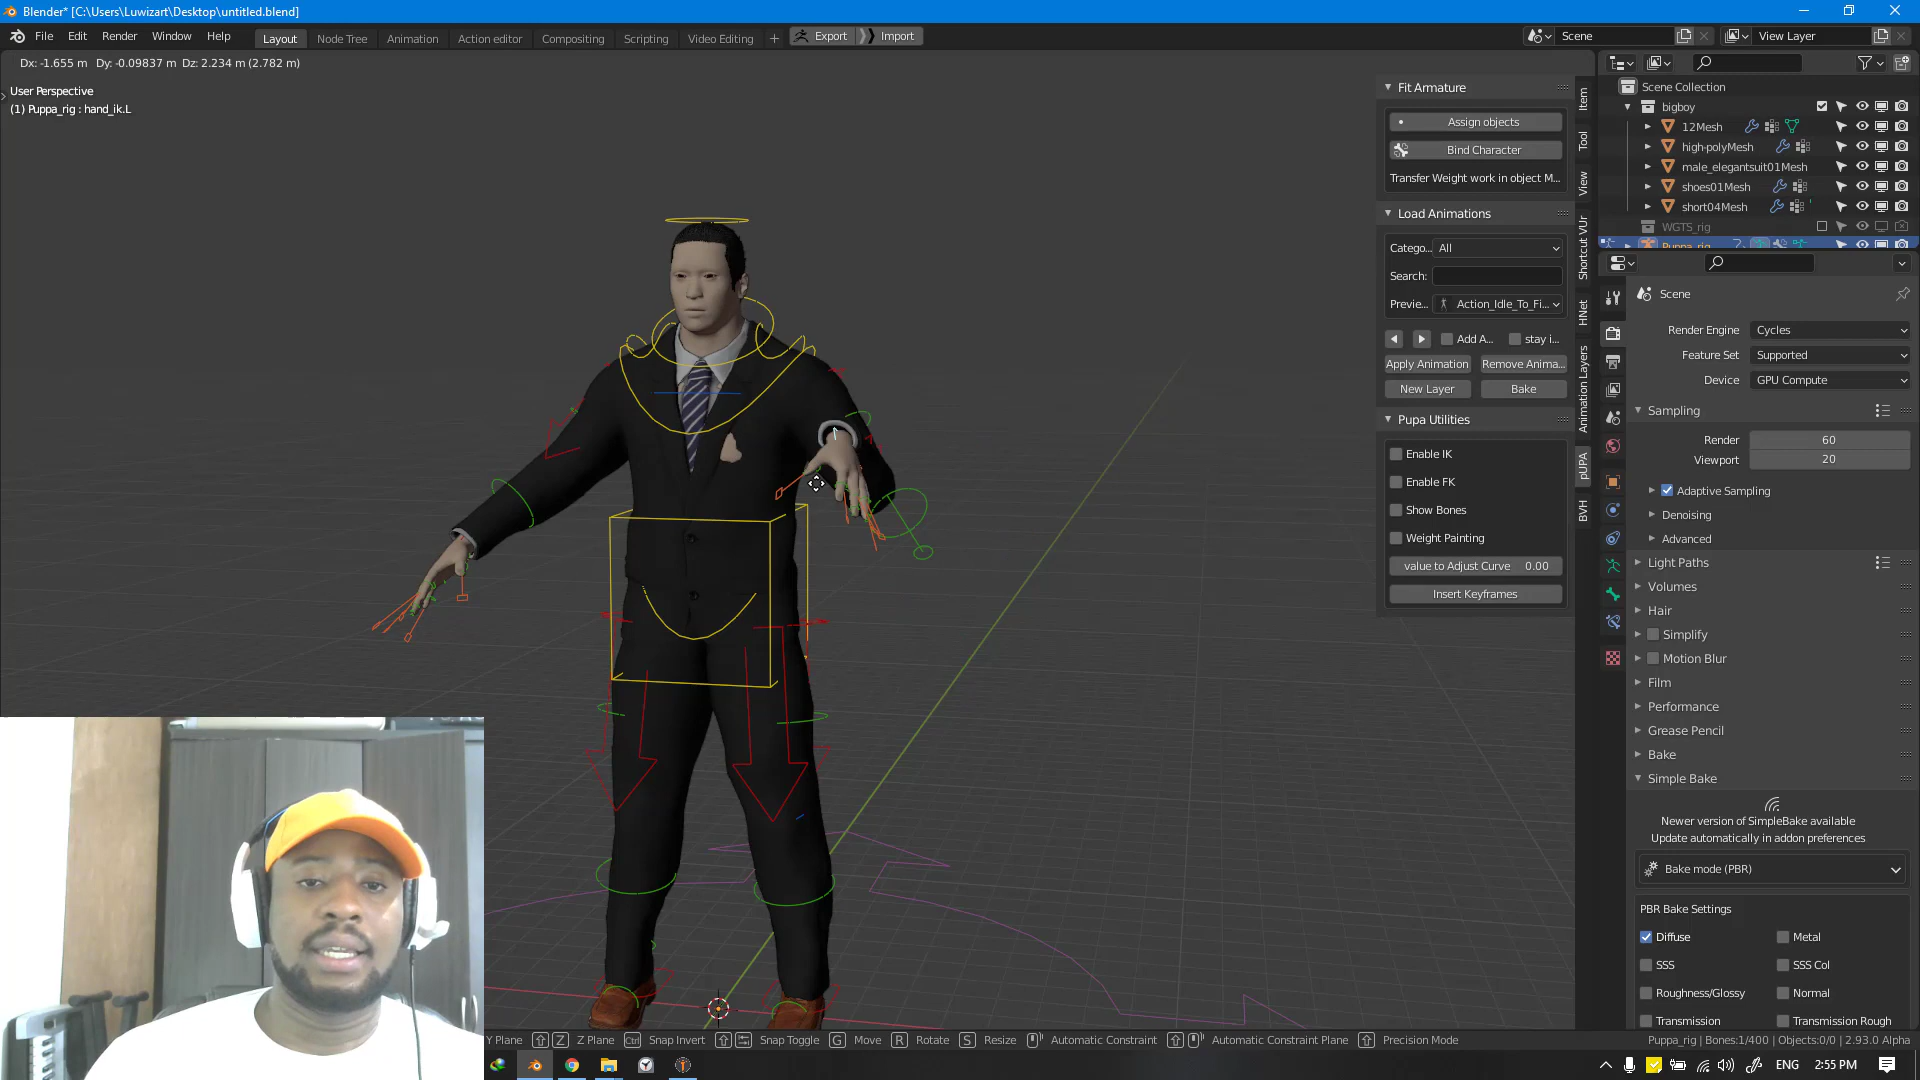 Blender* [C:\Users\Luwizart\Desktop\untitled.blend]
File Edit Render Window Help Layout Node Tree Animation Action editor Compositing Scripting Video Editing + Export Import Scene View Layer
Dx: -1.655 m Dy: -0.09837 m Dz: 2.234 m (2.782 m)
User Perspective
(1) Puppa_rig : hand_ik.L
Fit Armature
Assign objects
Bind Character
Transfer Weight work in object M...
Load Animations
Catego... All
Search:
Previe... Action_Idle_To_Fi...
Add A... stay i...
Apply Animation Remove Anima...
New Layer Bake
Pupa Utilities
Enable IK
Enable FK
Show Bones
Weight Painting
value to Adjust Curve 0.00
Insert Keyframes
Item
Tool
View
Shortcut VUr
HNet
Animation Layers
pUPA
BVH
Scene Collection
bigboy
12Mesh
high-polyMesh
male_elegantsuit01Mesh
shoes01Mesh
short04Mesh
WGTS_rig
Puppa_rig
Scene
Render Engine Cycles
Feature Set Supported
Device GPU Compute
Sampling
Render 60
Viewport 20
Adaptive Sampling
Denoising
Advanced
Light Paths
Volumes
Hair
Simplify
Motion Blur
Film
Performance
Grease Pencil
Bake
Simple Bake
Newer version of SimpleBake available
Update automatically in addon preferences
Bake mode (PBR)
PBR Bake Settings
Diffuse Metal
SSS SSS Col
Roughness/Glossy Normal
Transmission Transmission Rough
Y Plane Z Z Plane Ctrl Snap Invert Snap Toggle G Move R Rotate S Resize Automatic Constraint Automatic Constraint Plane Precision Mode Puppa_rig | Bones:1/400 | Objects:0/0 | 2.93.0 Alpha
ENG 2:55 PM